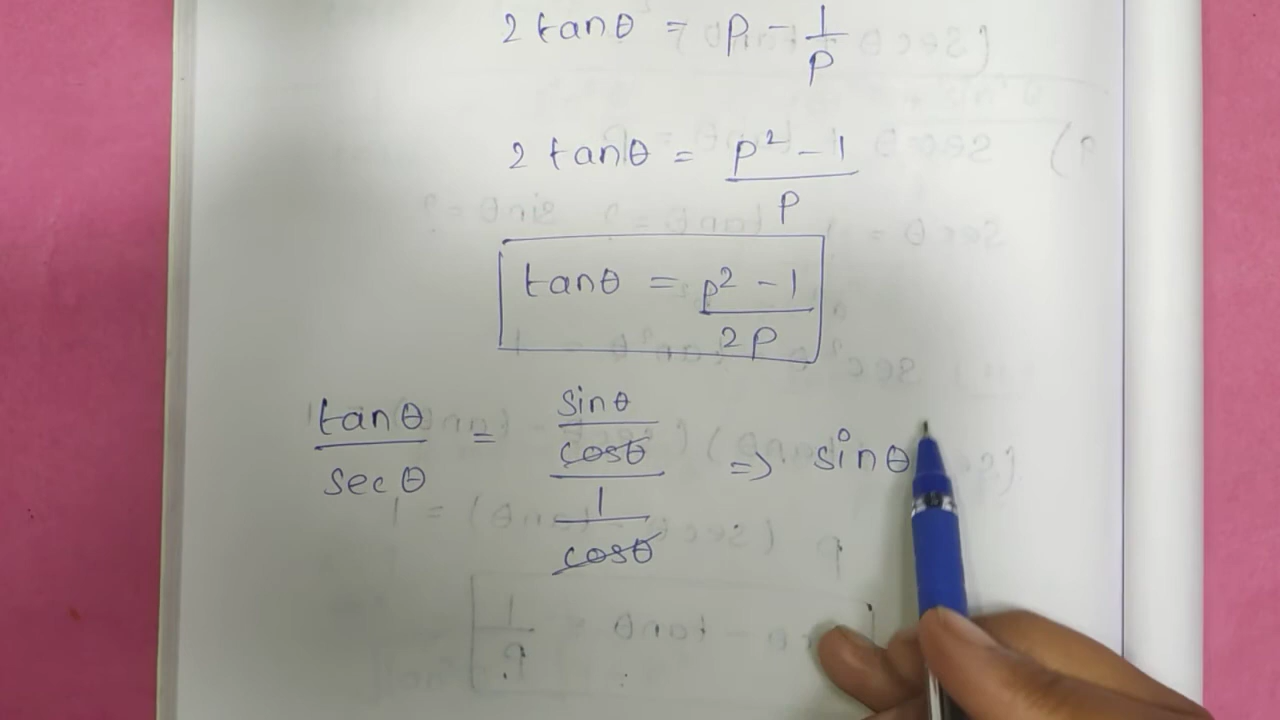 2 tanθ = p - 1/p
2 tanθ = p² - 1 / p
tanθ = p² - 1 / 2p
tanθ / secθ = sinθ / cosθ / 1 / cosθ ⇒ sinθ